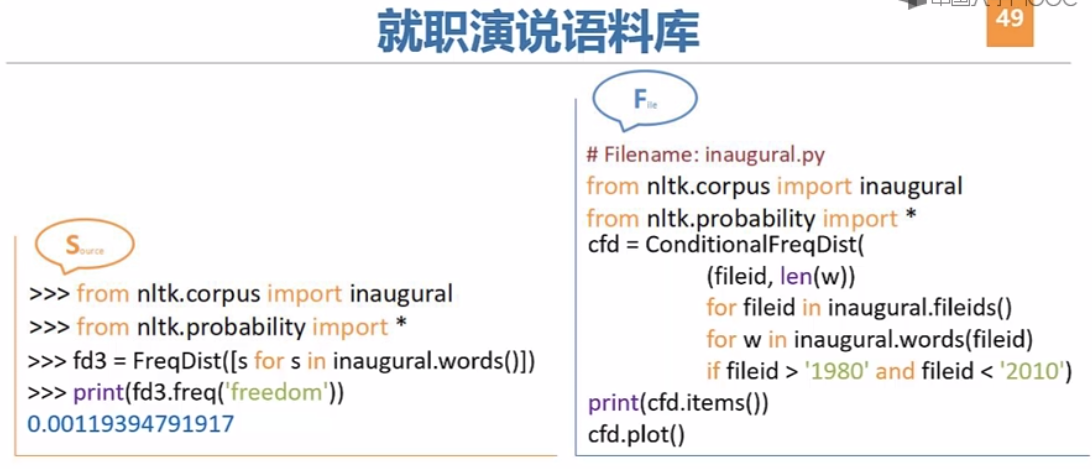 就职演说语料库
49
Source
>>> from nltk.corpus import inaugural
>>> from nltk.probability import *
>>> fd3 = FreqDist([s for s in inaugural.words()])
>>> print(fd3.freq('freedom'))
0.00119394791917
File
# Filename: inaugural.py
from nltk.corpus import inaugural
from nltk.probability import *
cfd = ConditionalFreqDist(
(fileid, len(w))
for fileid in inaugural.fileids()
for w in inaugural.words(fileid)
if fileid > '1980' and fileid < '2010')
print(cfd.items())
cfd.plot()